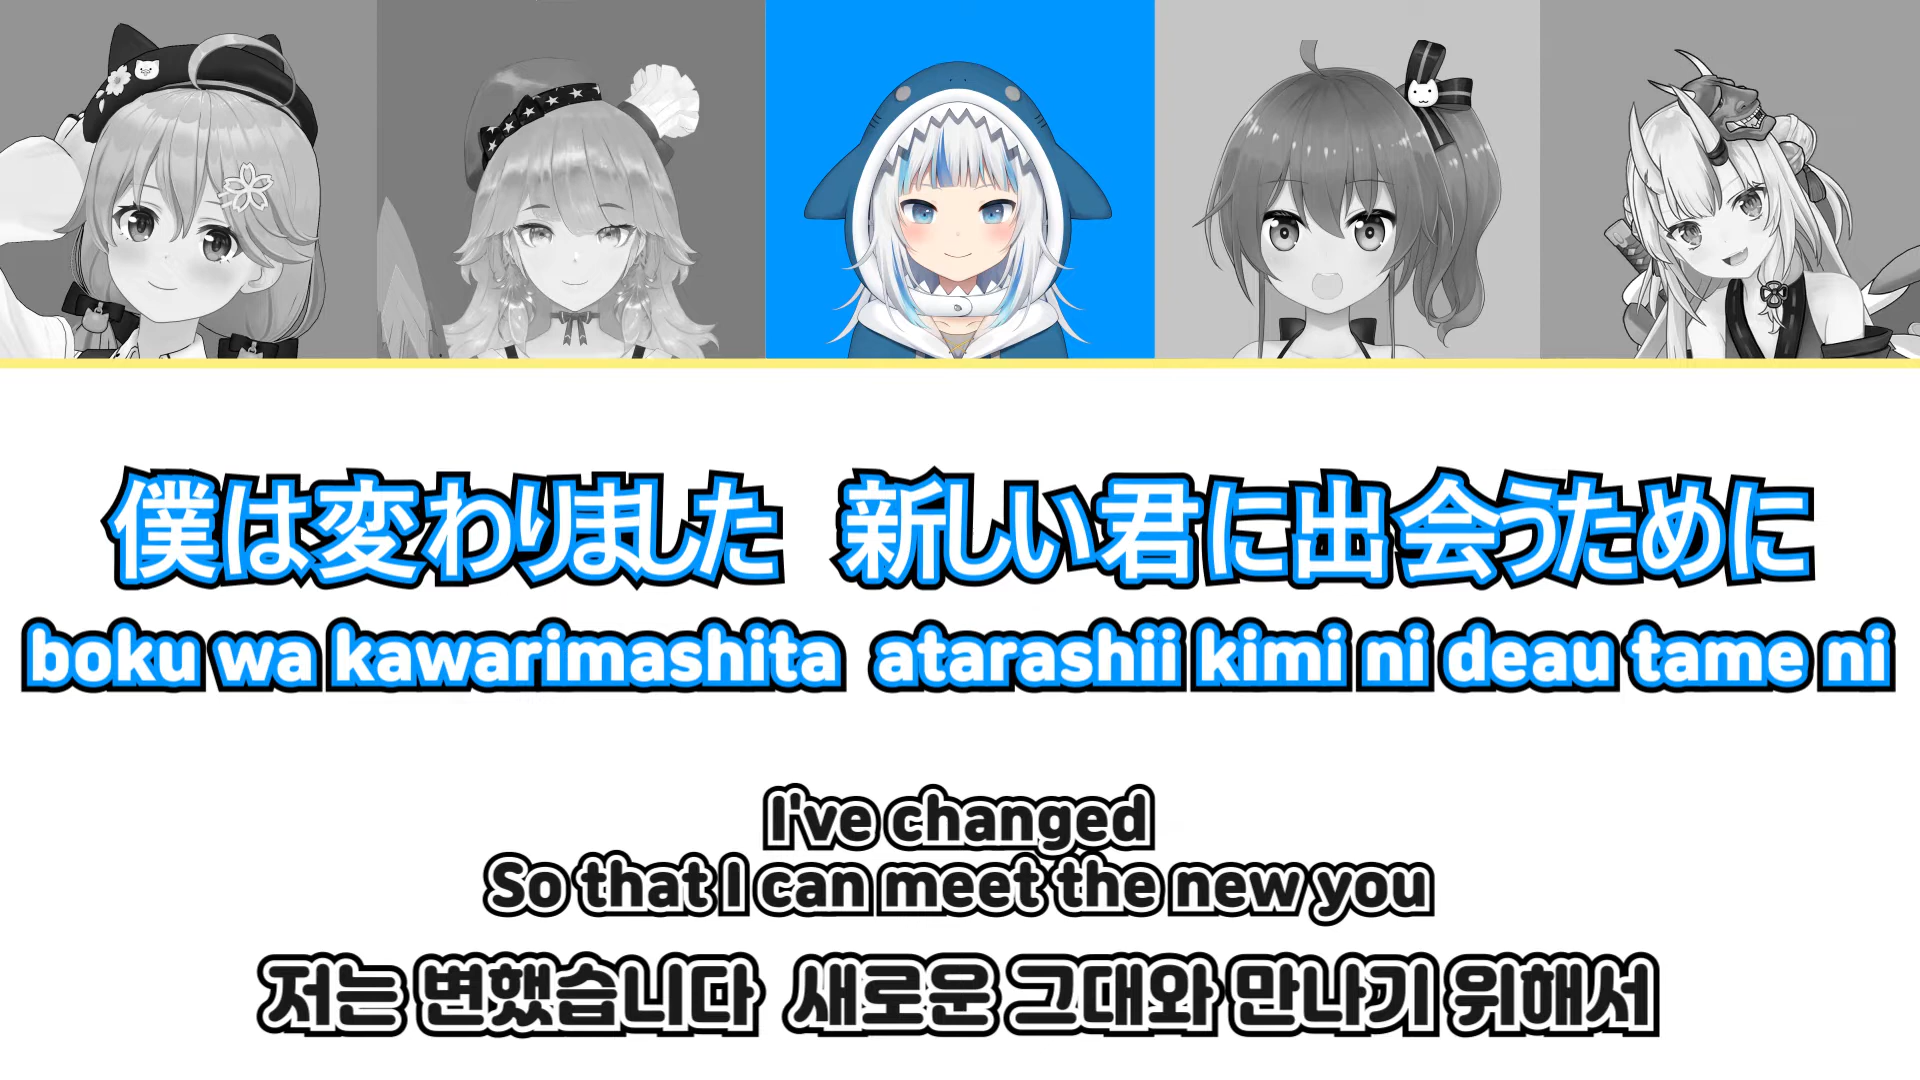 僕は変わりました 新しい君に出会うために
boku wa kawarimashita atarashii kimi ni deau tame ni
I've changed
So that I can meet the new you
저는 변했습니다 새로운 그대와 만나기 위해서